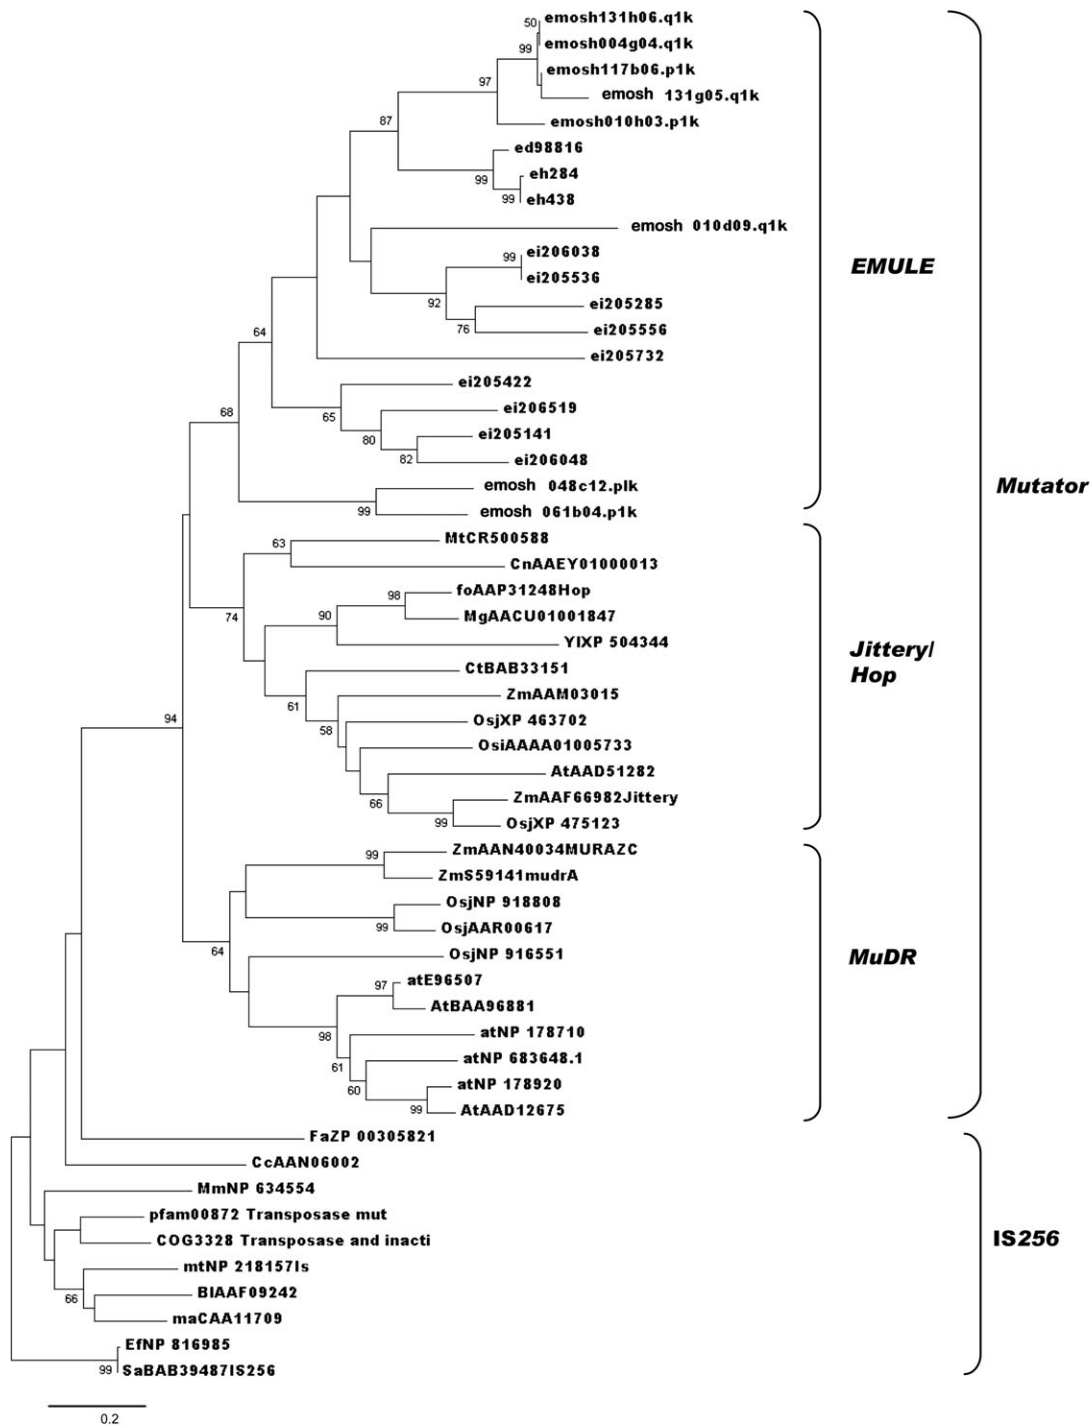 50
emosh131h06.q1k
emosh004g04.q1k
99
emosh117b06.p1k
97
emosh 131g05.q1k
emosh010h03.p1k
87
ed98816
99
eh284
99
eh438
emosh 010d09.q1k
99
ei206038
ei205536
92
ei205285
76
ei205556
64
ei205732
ei205422
65
ei206519
68
80
ei205141
82
ei206048
emosh 048c12.plk
99
emosh 061b04.p1k
EMULE
63
MtCR500588
CnAAEY01000013
98
foAAP31248Hop
74
90
MgAACU01001847
YlXP 504344
CtBAB33151
61
ZmAAM03015
94
58
OsjXP 463702
OsiAAAA01005733
AtAAD51282
66
ZmAAF66982Jittery
99
OsjXP 475123
Jittery/
Hop
99
ZmAAN40034MURAZC
ZmS59141mudrA
OsjNP 918808
99
OsjAAR00617
64
OsjNP 916551
97
atE96507
AtBAA96881
98
atNP 178710
61
atNP 683648.1
60
atNP 178920
99
AtAAD12675
MuDR
Mutator
FaZP 00305821
CcAAN06002
MmNP 634554
pfam00872 Transposase mut
COG3328 Transposase and inacti
mtNP 218157Is
66
BlAAF09242
maCAA11709
EfNP 816985
99
SaBAB39487IS256
IS256
0.2